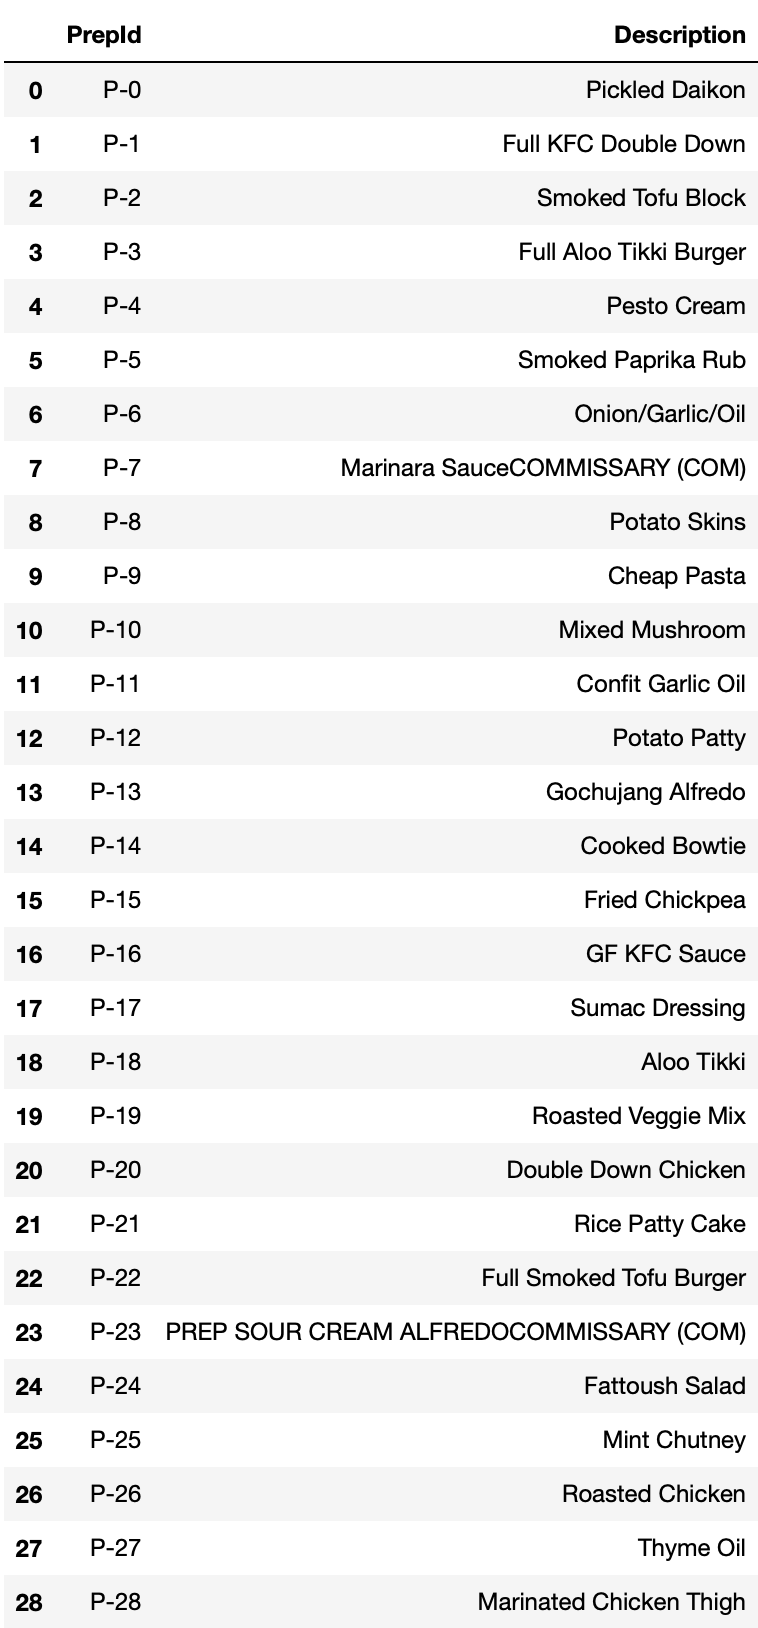 PrepId Description
0 P-0 Pickled Daikon
1 P-1 Full KFC Double Down
2 P-2 Smoked Tofu Block
3 P-3 Full Aloo Tikki Burger
4 P-4 Pesto Cream
5 P-5 Smoked Paprika Rub
6 P-6 Onion/Garlic/Oil
7 P-7 Marinara SauceCOMMISSARY (COM)
8 P-8 Potato Skins
9 P-9 Cheap Pasta
10 P-10 Mixed Mushroom
11 P-11 Confit Garlic Oil
12 P-12 Potato Patty
13 P-13 Gochujang Alfredo
14 P-14 Cooked Bowtie
15 P-15 Fried Chickpea
16 P-16 GF KFC Sauce
17 P-17 Sumac Dressing
18 P-18 Aloo Tikki
19 P-19 Roasted Veggie Mix
20 P-20 Double Down Chicken
21 P-21 Rice Patty Cake
22 P-22 Full Smoked Tofu Burger
23 P-23 PREP SOUR CREAM ALFREDOCOMMISSARY (COM)
24 P-24 Fattoush Salad
25 P-25 Mint Chutney
26 P-26 Roasted Chicken
27 P-27 Thyme Oil
28 P-28 Marinated Chicken Thigh